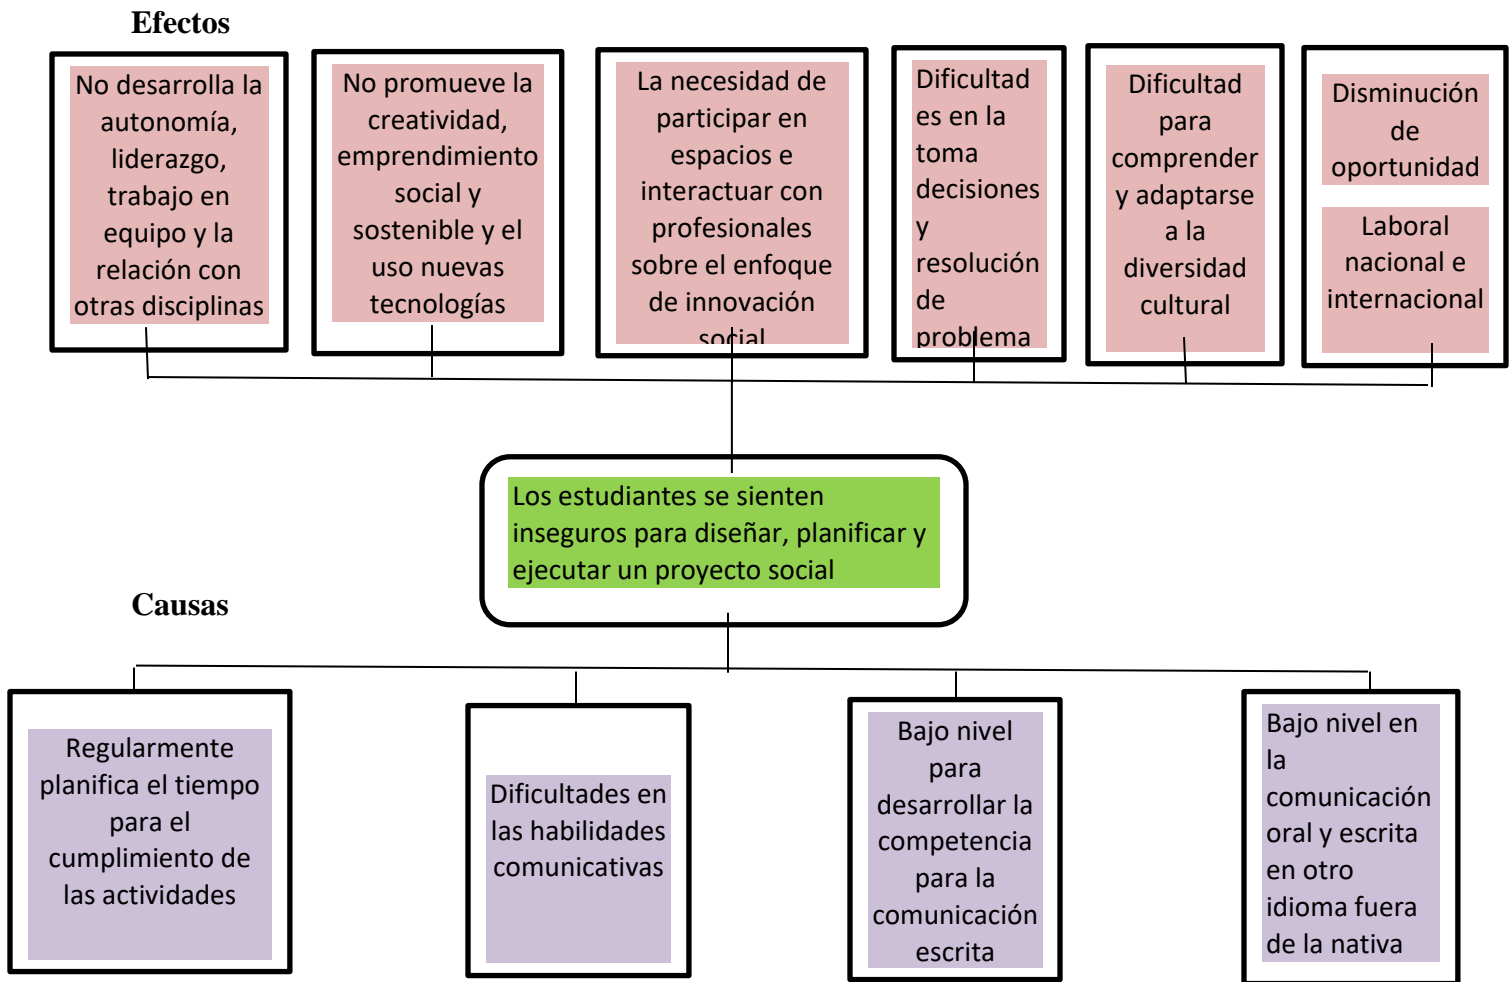 Efectos
No desarrolla la
autonomía,
liderazgo,
trabajo en
equipo y la
relación con
otras disciplinas
No promueve la
creatividad,
emprendimiento
social y
sostenible y el
uso nuevas
tecnologías
La necesidad de
participar en
espacios e
interactuar con
profesionales
sobre el enfoque
de innovación
social
Dificultad
es en la
toma
decisiones
y
resolución
de
problema
Dificultad
para
comprender
y adaptarse
a la
diversidad
cultural
Disminución
de
oportunidad
Laboral
nacional e
internacional
Los estudiantes se sienten
inseguros para diseñar, planificar y
ejecutar un proyecto social
Causas
Regularmente
planifica el tiempo
para el
cumplimiento de
las actividades
Dificultades en
las habilidades
comunicativas
Bajo nivel
para
desarrollar la
competencia
para la
comunicación
escrita
Bajo nivel en
la
comunicación
oral y escrita
en otro
idioma fuera
de la nativa